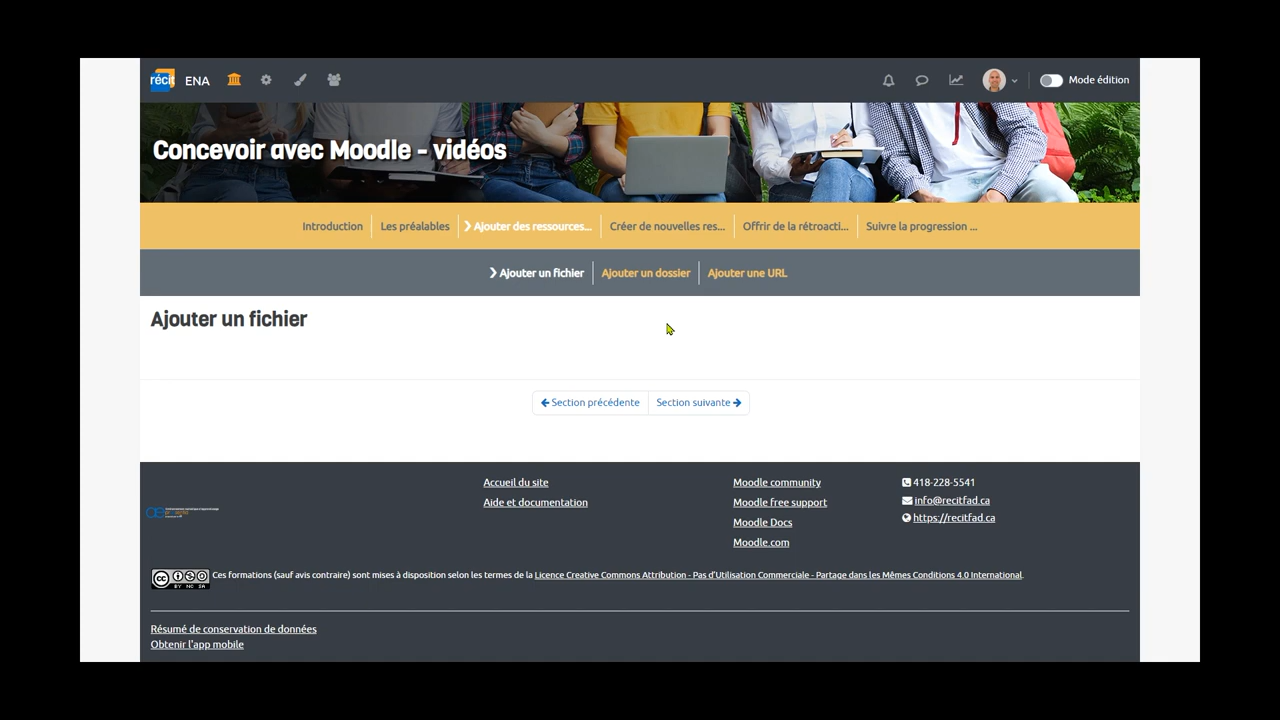 récit ENA Mode édition
Concevoir avec Moodle - vidéos
Introduction Les préalables ❯ Ajouter des ressources... Créer de nouvelles res... Offrir de la rétroacti... Suivre la progression ...
❯ Ajouter un fichier Ajouter un dossier Ajouter une URL
Ajouter un fichier
← Section précédente Section suivante →
Accueil du site
Aide et documentation
Moodle community
Moodle free support
Moodle Docs
Moodle.com
418-228-5541
info@recitfad.ca
https://recitfad.ca
cc BY NC SA Ces formations (sauf avis contraire) sont mises à disposition selon les termes de la Licence Creative Commons Attribution - Pas d'Utilisation Commerciale - Partage dans les Mêmes Conditions 4.0 International.
Résumé de conservation de données
Obtenir l'app mobile